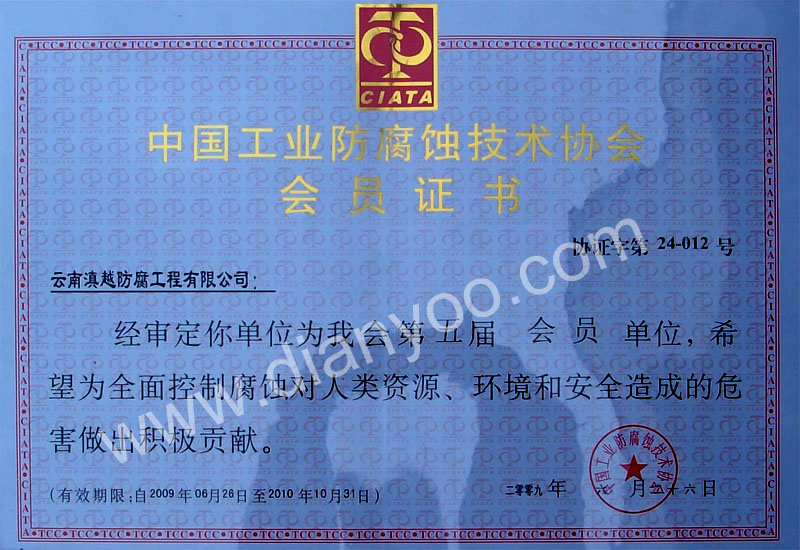 CIATA
中国工业防腐蚀技术协会
会员证书
协证字第 24-012 号
云南滇越防腐工程有限公司：
经审定你单位为我会第五届 会员 单位，希
望为全面控制腐蚀对人类资源、环境和安全造成的危
害做出积极贡献。
www.dianyoo.com
中国工业防腐蚀技术协会
二零零九 年 月 二十六 日
(有效期限：自2009年06月26日至2010年10月31日)